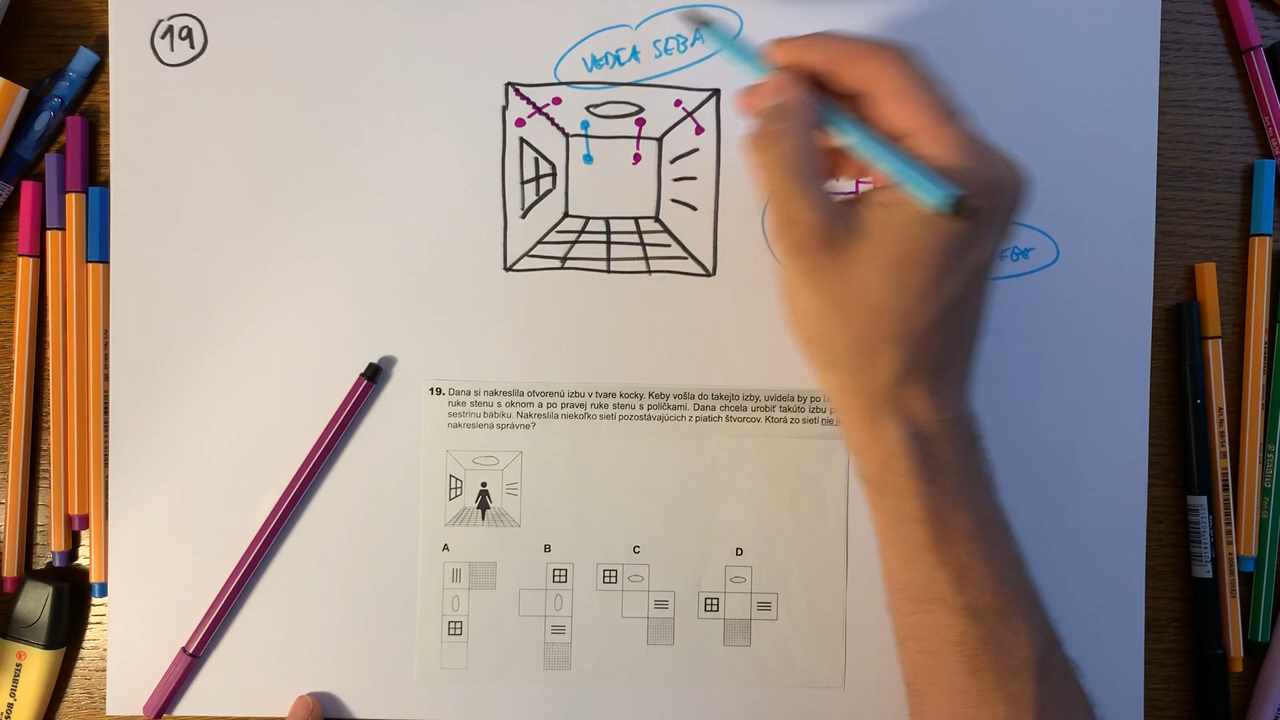 19
VEDĽA SEBA
19. Dana si nakreslila otvorenú izbu v tvare kocky. Keby vošla do takejto izby, uvidela by po
ruke stenu s oknom a po pravej ruke stenu s poličkami. Dana chcela urobiť takúto izbu
sestrinu bábiku. Nakreslila niekoľko sietí pozostávajúcich z piatich štvorcov. Ktorá zo sietí nie
nakreslená správne?
A B C D
STABILO